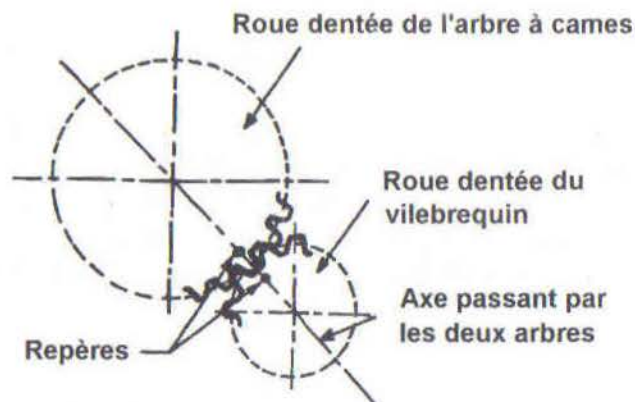 Roue dentée de l'arbre à cames
Roue dentée du
vilebrequin
Axe passant par
les deux arbres
Repères